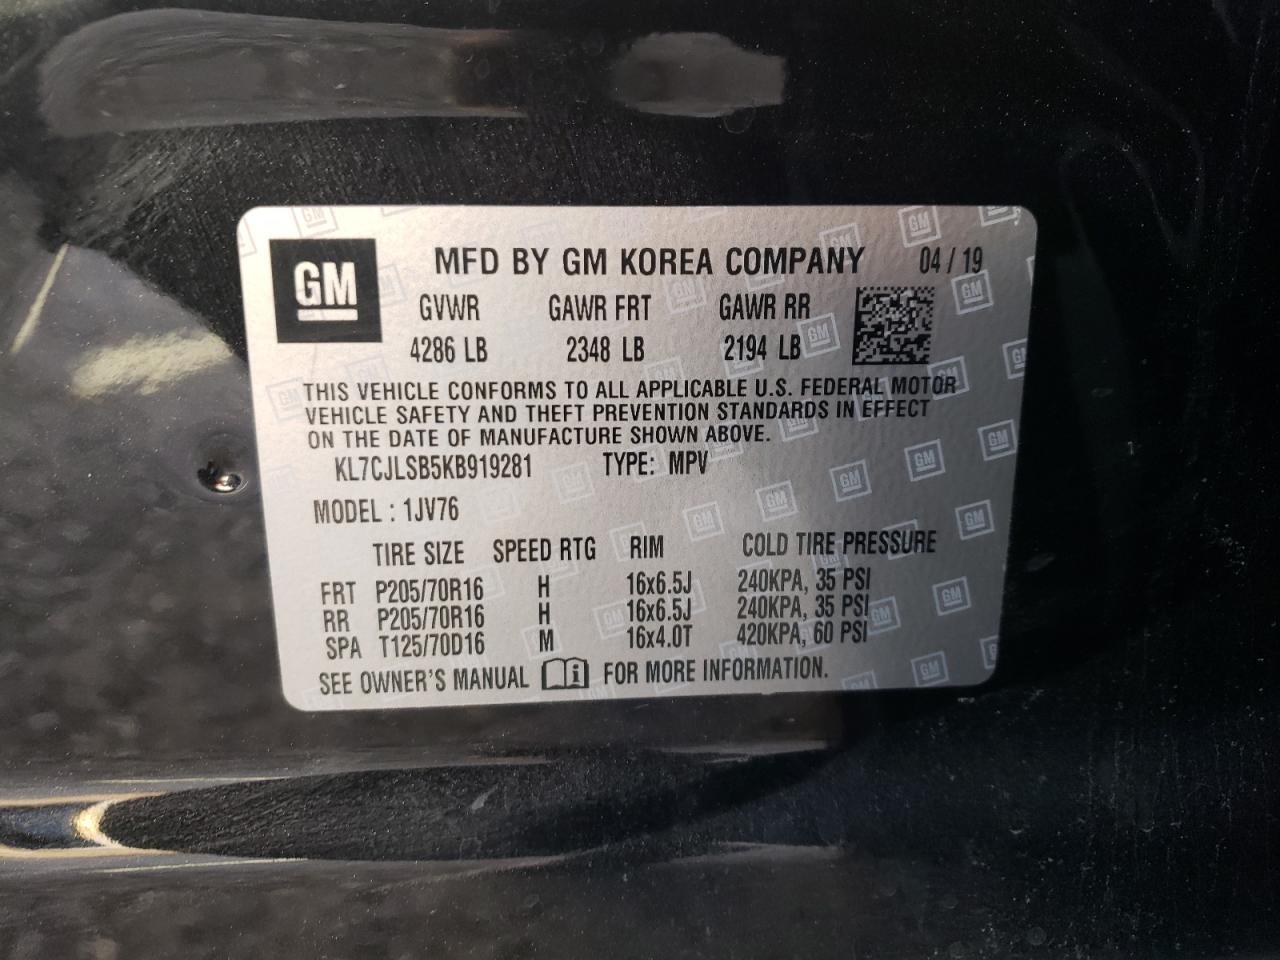 GM
MFD BY GM KOREA COMPANY 04 / 19
GVWR GAWR FRT GAWR RR
4286 LB 2348 LB 2194 LB
THIS VEHICLE CONFORMS TO ALL APPLICABLE U.S. FEDERAL MOTOR
VEHICLE SAFETY AND THEFT PREVENTION STANDARDS IN EFFECT
ON THE DATE OF MANUFACTURE SHOWN ABOVE.
KL7CJLSB5KB919281 TYPE: MPV
MODEL : 1JV76
TIRE SIZE SPEED RTG RIM COLD TIRE PRESSURE
FRT P205/70R16 H 16x6.5J 240KPA, 35 PSI
RR P205/70R16 H 16x6.5J 240KPA, 35 PSI
SPA T125/70D16 M 16x4.0T 420KPA, 60 PSI
SEE OWNER'S MANUAL FOR MORE INFORMATION.